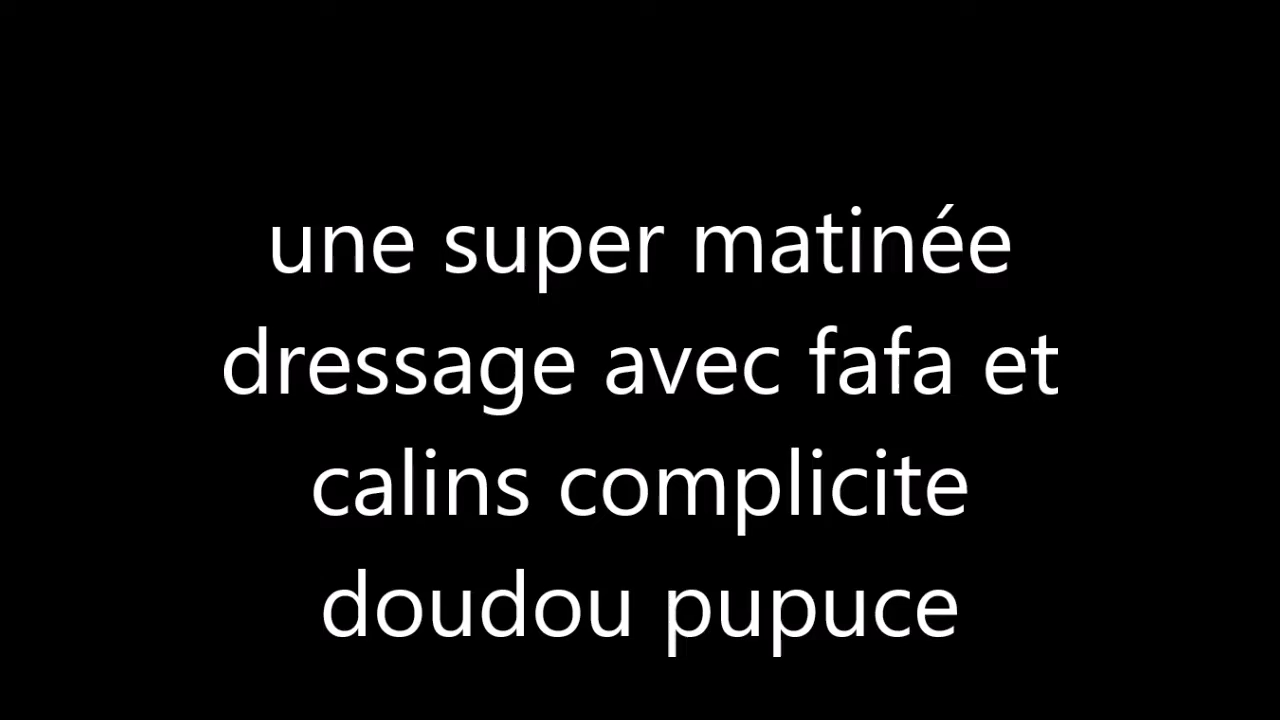 une super matinée
dressage avec fafa et
calins complicite
doudou pupuce